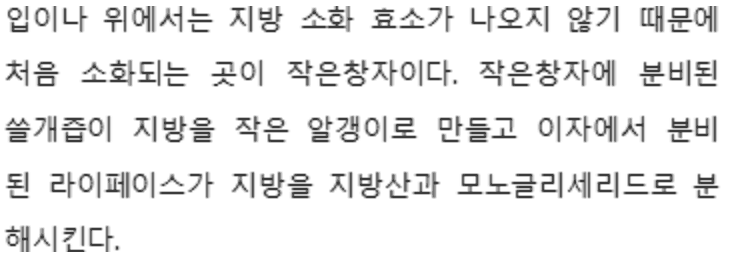 입이나 위에서는 지방 소화 효소가 나오지 않기 때문에
처음 소화되는 곳이 작은창자이다. 작은창자에 분비된
쓸개즙이 지방을 작은 알갱이로 만들고 이자에서 분비
된 라이페이스가 지방을 지방산과 모노글리세리드로 분
해시킨다.